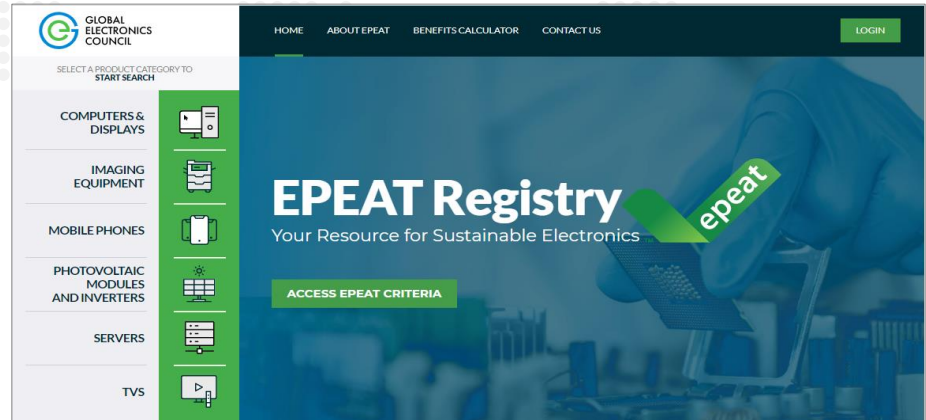 GLOBAL
ELECTRONICS
COUNCIL
HOME ABOUT EPEAT BENEFITS CALCULATOR CONTACT US LOGIN
SELECT A PRODUCT CATEGORY TO
START SEARCH
COMPUTERS &
DISPLAYS
IMAGING
EQUIPMENT
MOBILE PHONES
PHOTOVOLTAIC
MODULES
AND INVERTERS
SERVERS
TVS
EPEAT Registry
Your Resource for Sustainable Electronics
epeat
TM
ACCESS EPEAT CRITERIA